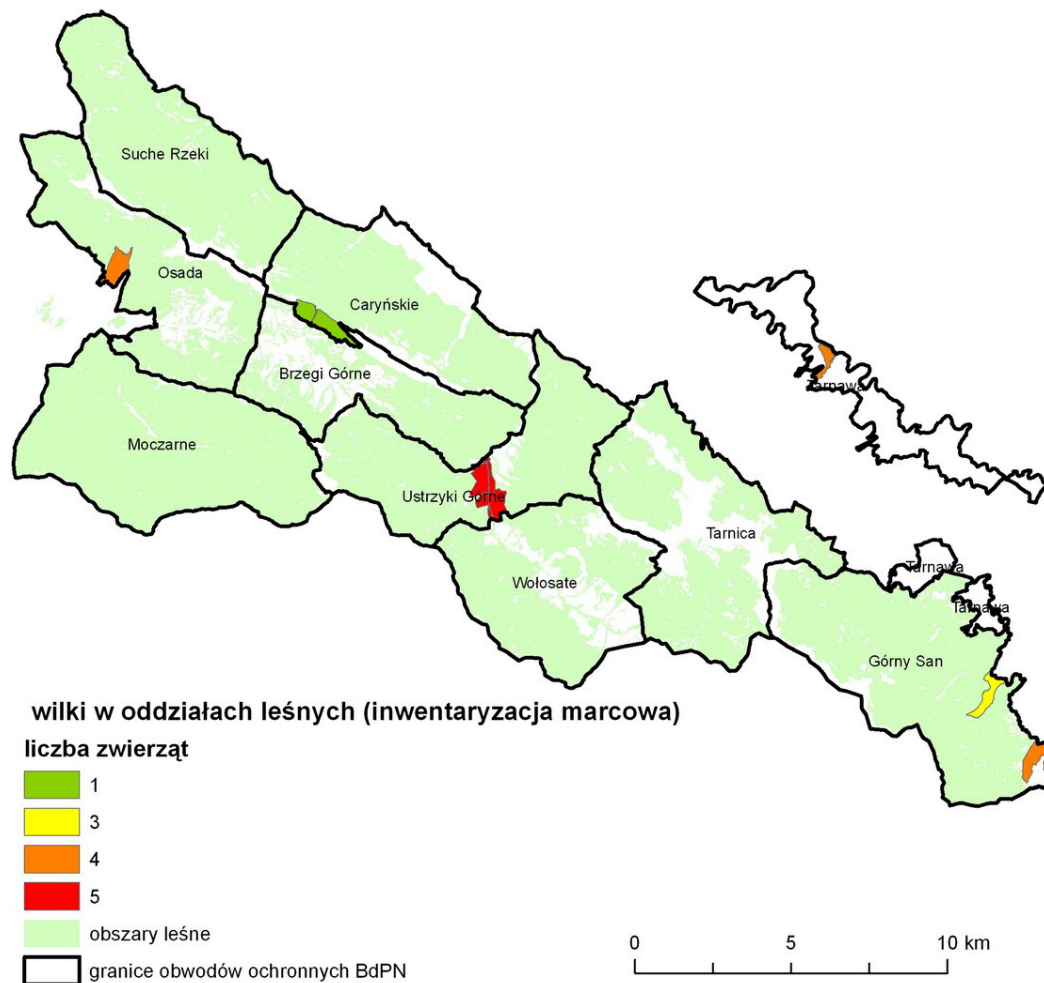 Suche Rzeki
Osada
Caryńskie
Brzegi Górne
Tarnawa
Moczarne
Ustrzyki Górne
Tarnica
Tarnawa
Wołosate
Tarnawa
Górny San
wilki w oddziałach leśnych (inwentaryzacja marcowa)
liczba zwierząt
1
3
4
5
obszary leśne
granice obwodów ochronnych BdPN
0 5 10 km